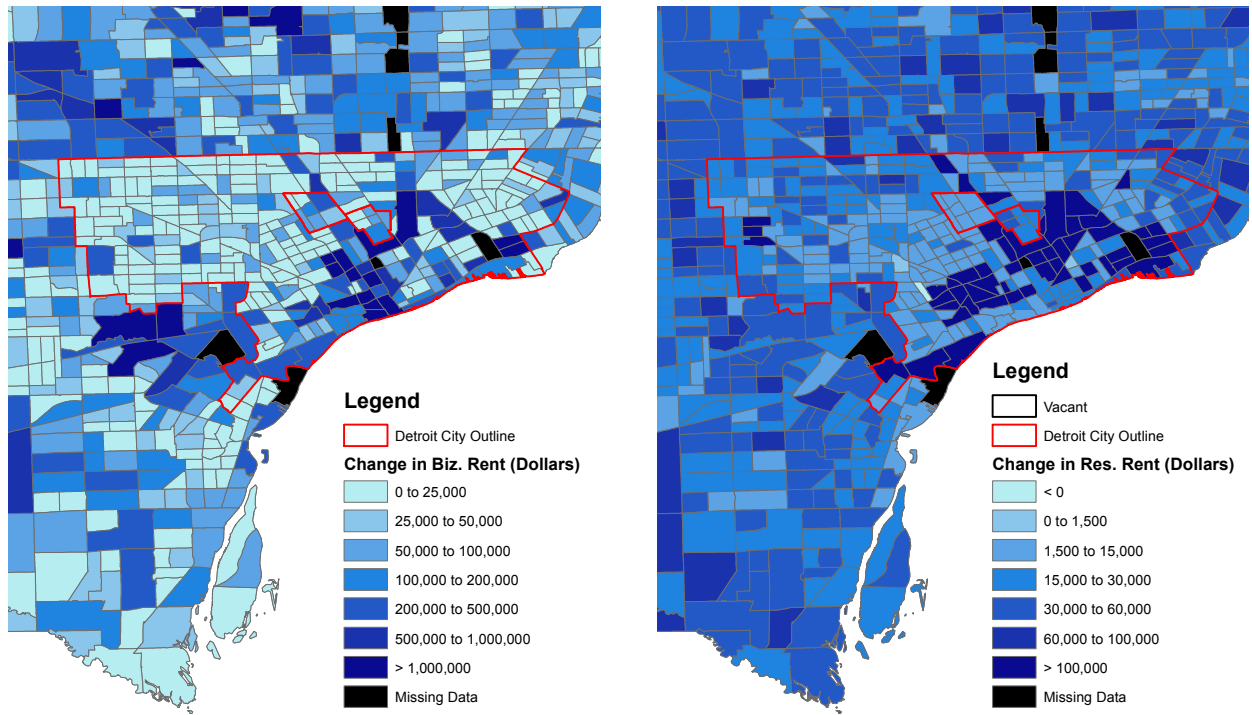 Legend
Detroit City Outline
Change in Biz. Rent (Dollars)
0 to 25,000
25,000 to 50,000
50,000 to 100,000
100,000 to 200,000
200,000 to 500,000
500,000 to 1,000,000
> 1,000,000
Missing Data
Legend
Vacant
Detroit City Outline
Change in Res. Rent (Dollars)
< 0
0 to 1,500
1,500 to 15,000
15,000 to 30,000
30,000 to 60,000
60,000 to 100,000
> 100,000
Missing Data